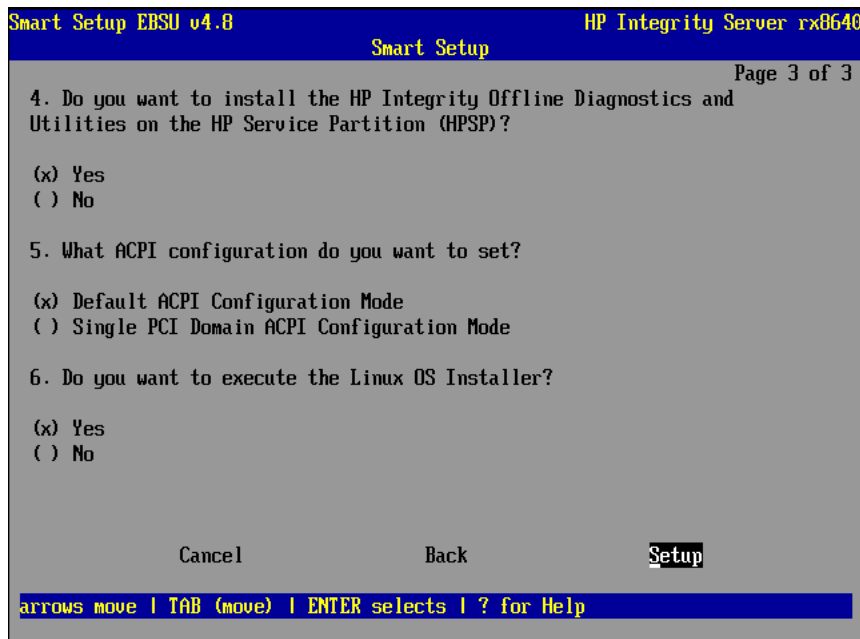 Smart Setup EBSU v4.8 HP Integrity Server rx8640
Smart Setup
Page 3 of 3
4. Do you want to install the HP Integrity Offline Diagnostics and
Utilities on the HP Service Partition (HPSP)?
(x) Yes
( ) No
5. What ACPI configuration do you want to set?
(x) Default ACPI Configuration Mode
( ) Single PCI Domain ACPI Configuration Mode
6. Do you want to execute the Linux OS Installer?
(x) Yes
( ) No
Cancel Back Setup
arrows move | TAB (move) | ENTER selects | ? for Help